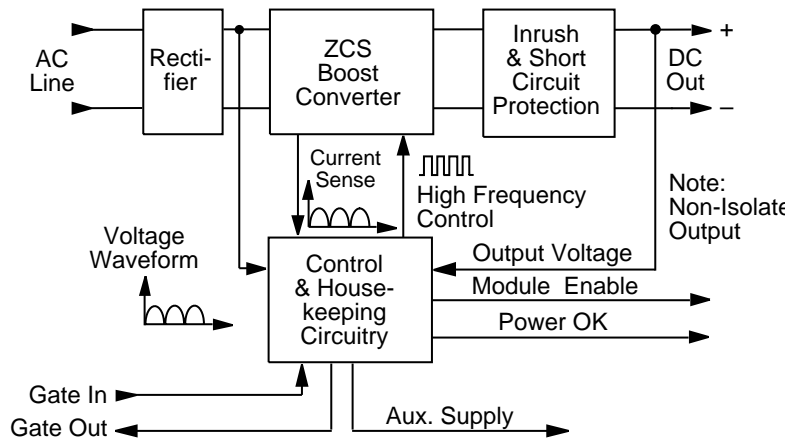 AC
Line
Recti-
fier
ZCS
Boost
Converter
Inrush
& Short
Circuit
Protection
+
DC
Out
–
Current
Sense
High Frequency
Control
Note:
Non-Isolate
Output
Voltage
Waveform
Control
& House-
keeping
Circuitry
Output Voltage
Module Enable
Power OK
Gate In
Gate Out
Aux. Supply